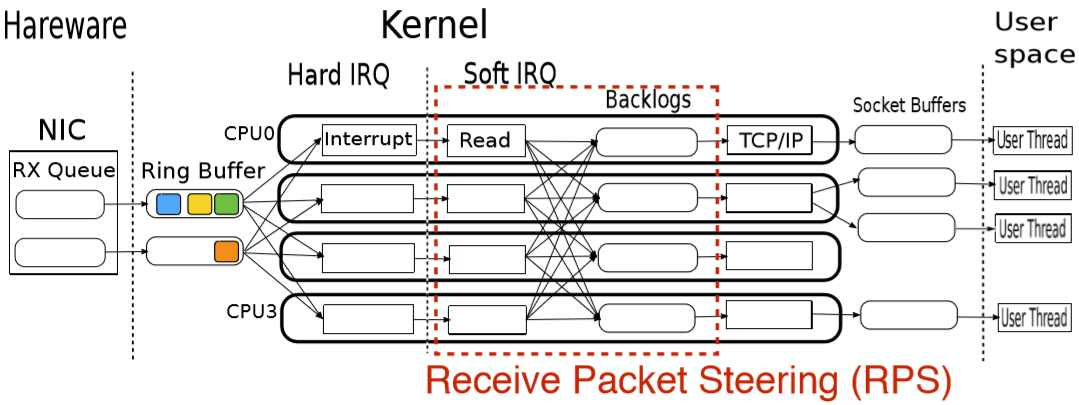 Hareware
Kernel
User
space
Hard IRQ
Soft IRQ
Backlogs
Socket Buffers
NIC
RX Queue
Ring Buffer
CPU0
Interrupt
Read
TCP/IP
User Thread
User Thread
User Thread
CPU3
User Thread
Receive Packet Steering (RPS)